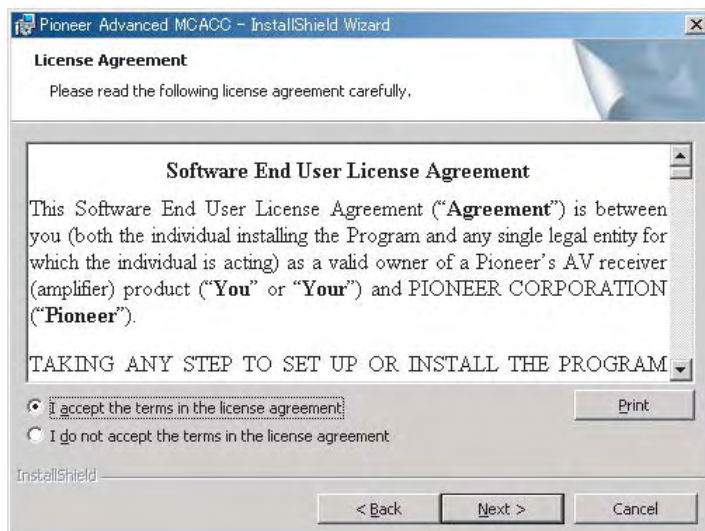 Pioneer Advanced MCACC - InstallShield Wizard
License Agreement
Please read the following license agreement carefully.
Software End User License Agreement
This Software End User License Agreement (“Agreement”) is between
you (both the individual installing the Program and any single legal entity for
which the individual is acting) as a valid owner of a Pioneer’s AV receiver
(amplifier) product (“You” or “Your”) and PIONEER CORPORATION
(“Pioneer”).
TAKING ANY STEP TO SET UP OR INSTALL THE PROGRAM
I accept the terms in the license agreement
Print
I do not accept the terms in the license agreement
InstallShield
< Back
Next >
Cancel